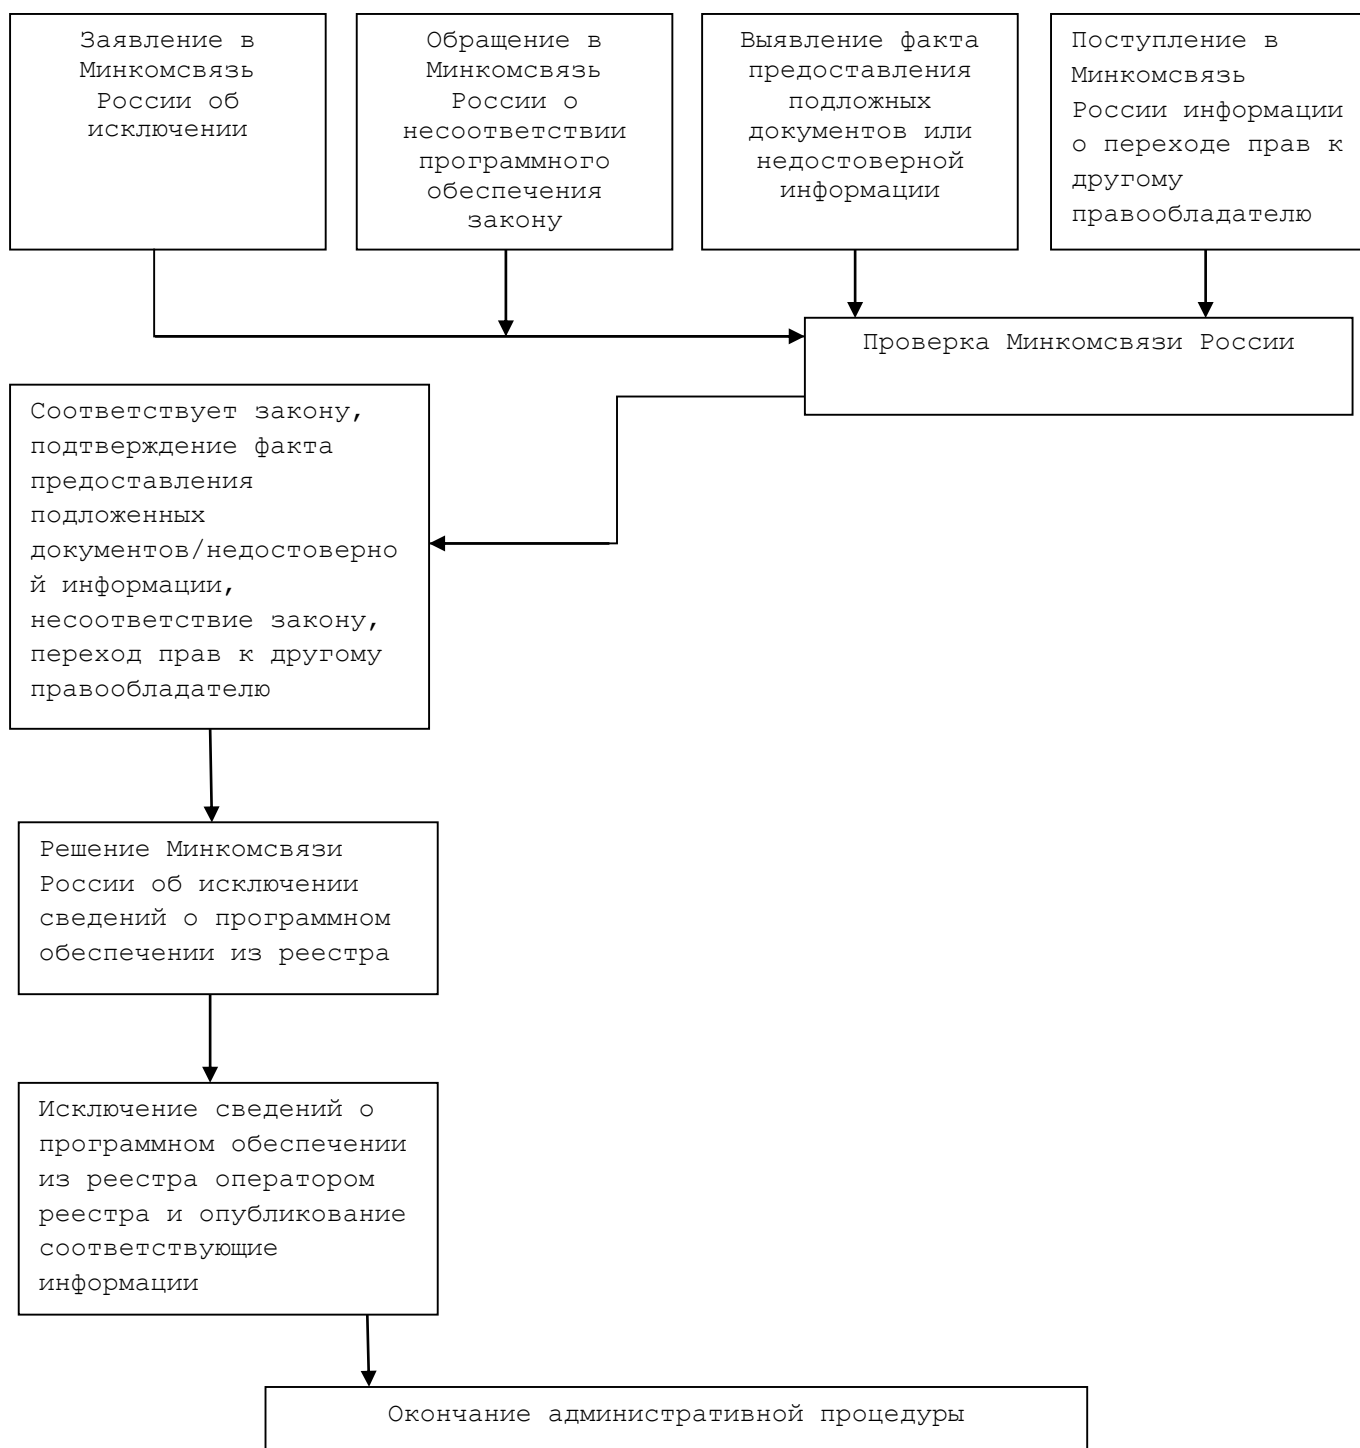 Заявление в
Минкомсвязь
России об
исключении
Обращение в
Минкомсвязь
России о
несоответствии
программного
обеспечения
закону
Выявление факта
предоставления
подложных
документов или
недостоверной
информации
Поступление в
Минкомсвязь
России информации
о переходе прав к
другому
правообладателю
Проверка Минкомсвязи России
Соответствует закону,
подтверждение факта
предоставления
подложенных
документов/недостоверно
й информации,
несоответствие закону,
переход прав к другому
правообладателю
Решение Минкомсвязи
России об исключении
сведений о программном
обеспечении из реестра
Исключение сведений о
программном обеспечении
из реестра оператором
реестра и опубликование
соответствующие
информации
Окончание административной процедуры